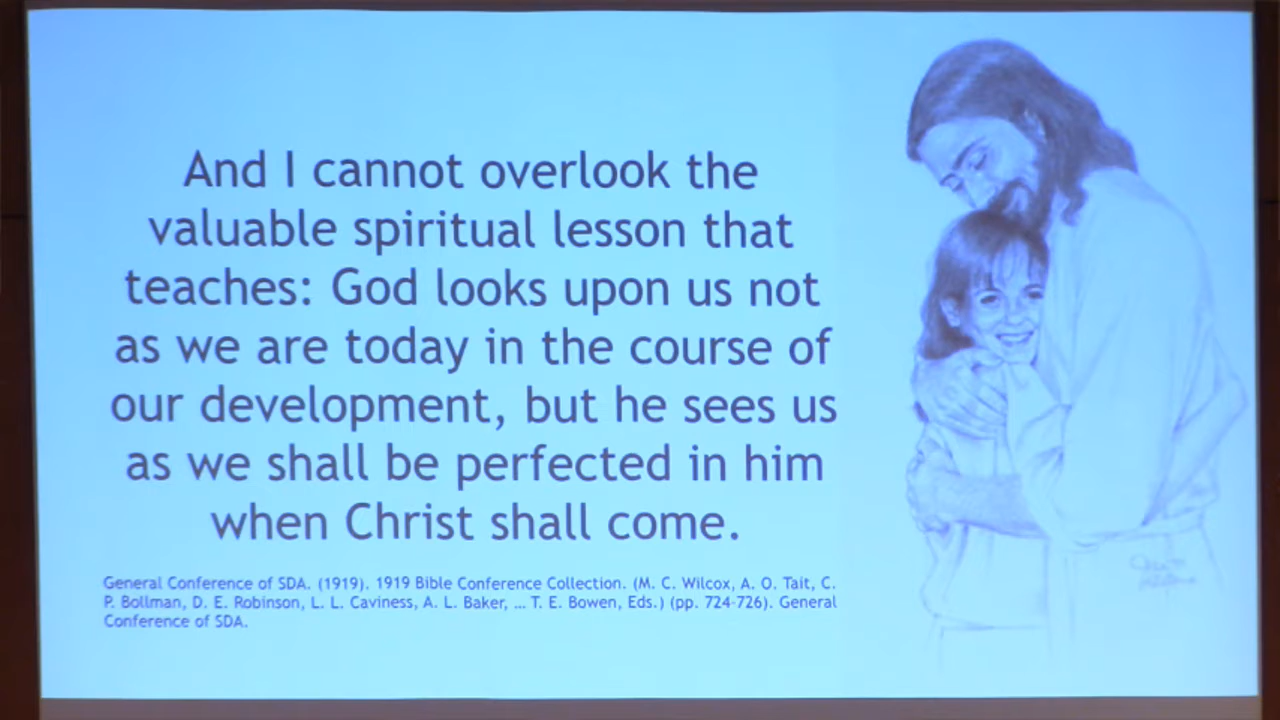 And I cannot overlook the
valuable spiritual lesson that
teaches: God looks upon us not
as we are today in the course of
our development, but he sees us
as we shall be perfected in him
when Christ shall come.
General Conference of SDA. (1919). 1919 Bible Conference Collection. (M. C. Wilcox, A. O. Tait, C.
P. Bollman, D. E. Robinson, L. L. Caviness, A. L. Baker, … T. E. Bowen, Eds.) (pp. 724-726). General
Conference of SDA.